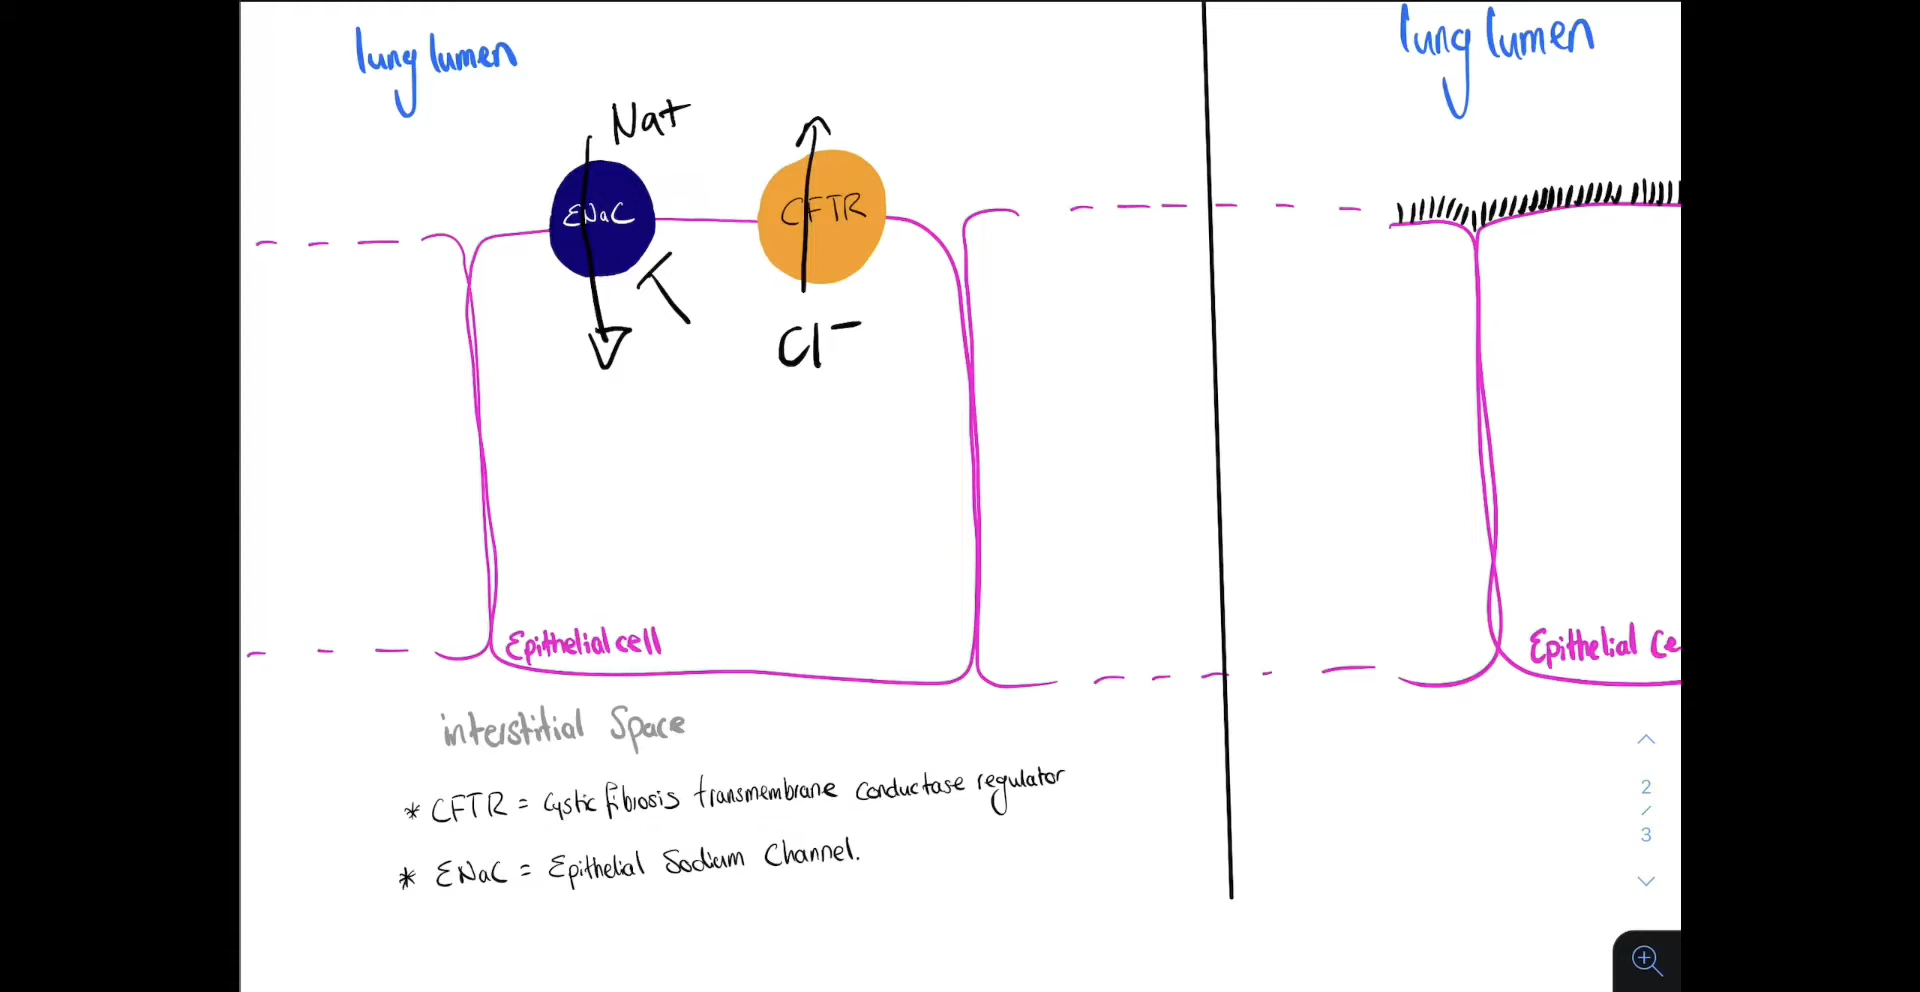 lung lumen
lung lumen
Na+
ENaC
CFTR
Cl-
Epithelial cell
Epithelial Ce
interstitial Space
* CFTR = Cystic fibrosis transmembrane conductase regulator
* ENaC = Epithelial Sodium Channel.
2
/
3